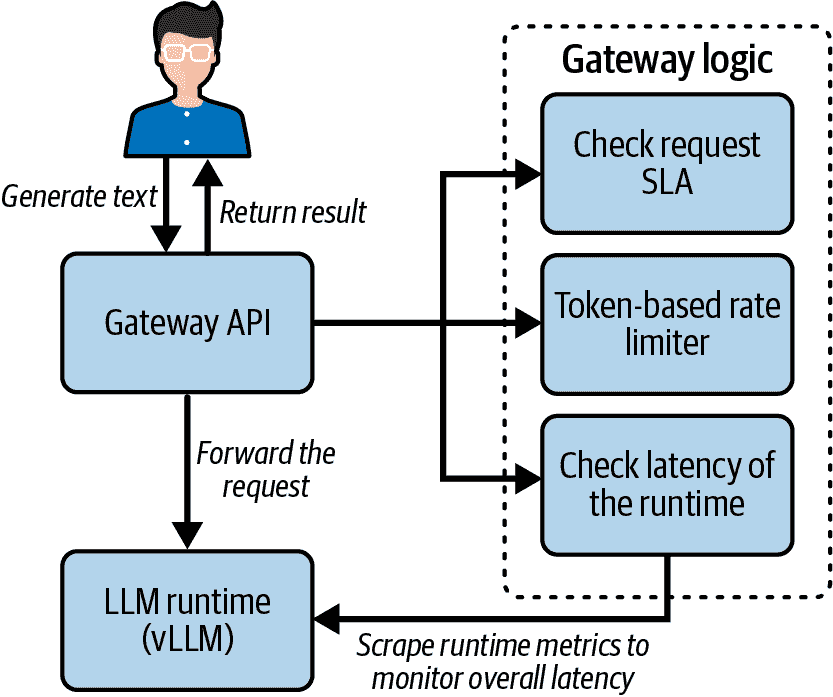 Gateway logic
Check request
SLA
Generate text
Return result
Gateway API
Token-based rate
limiter
Forward the
request
Check latency of
the runtime
LLM runtime
(vLLM)
Scrape runtime metrics to
monitor overall latency